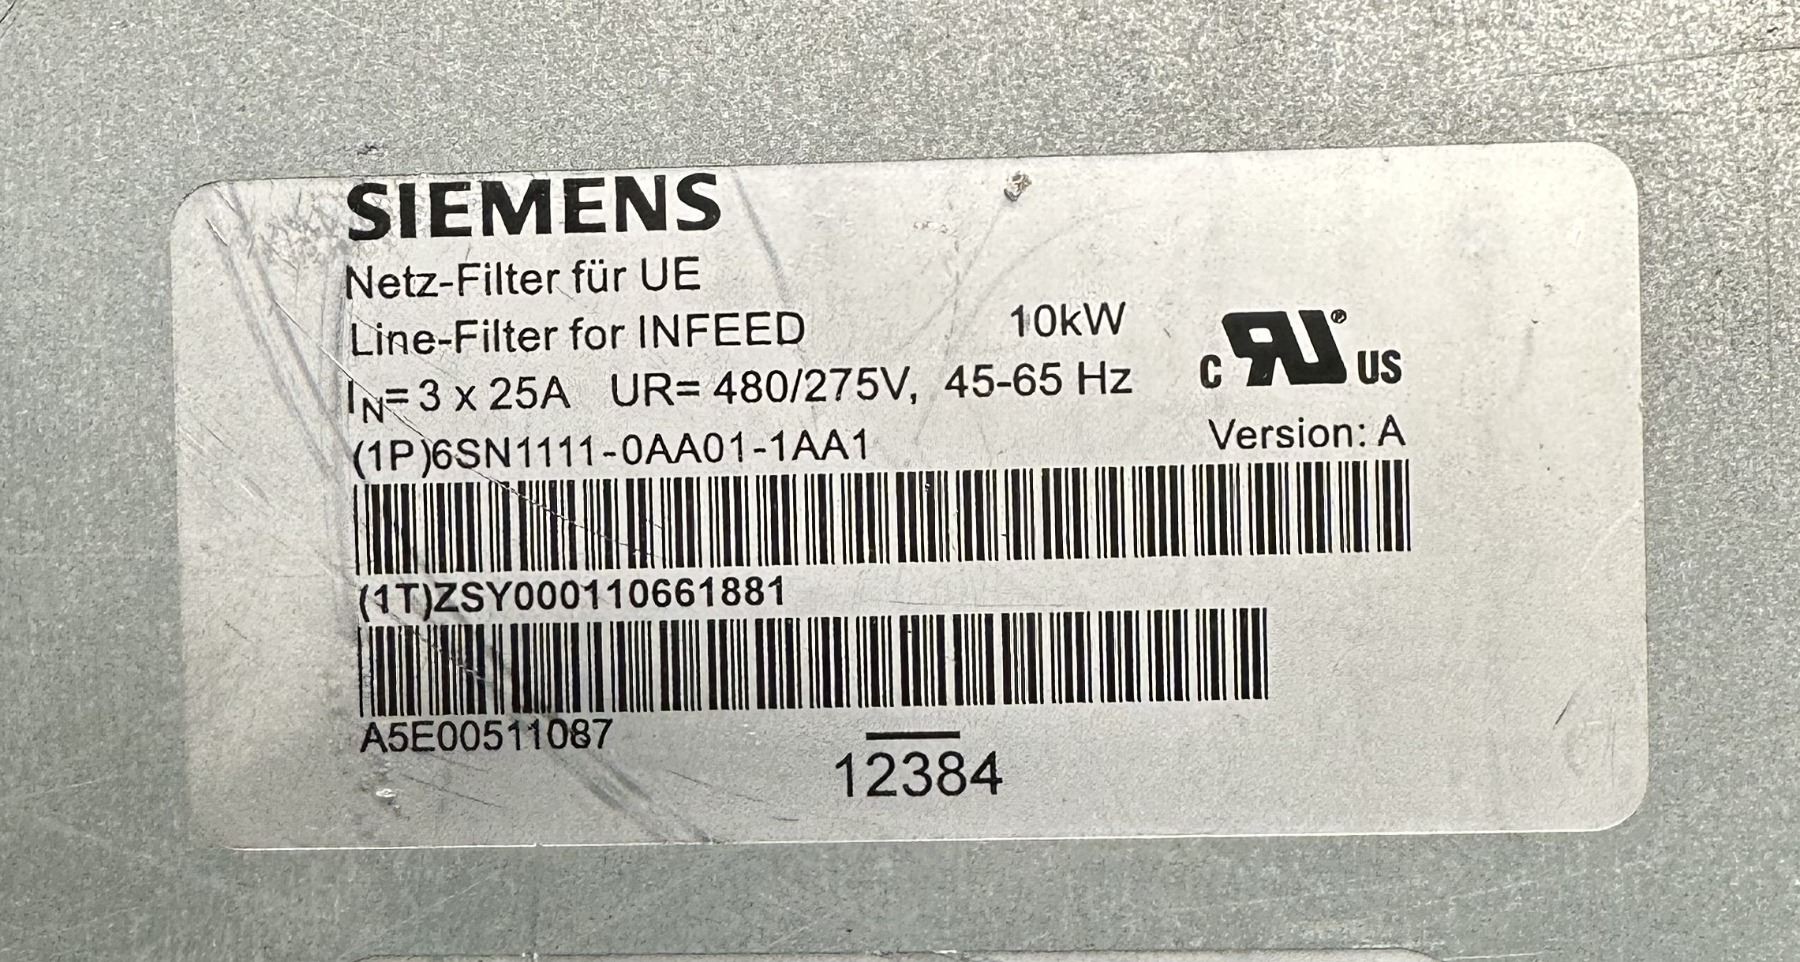 SIEMENS
Netz-Filter für UE
Line-Filter for INFEED 10kW
IN= 3 x 25A UR= 480/275V, 45-65 Hz
C RU® US
(1P)6SN1111-0AA01-1AA1 Version: A
(1T)ZSY000110661881
A5E00511087
12384